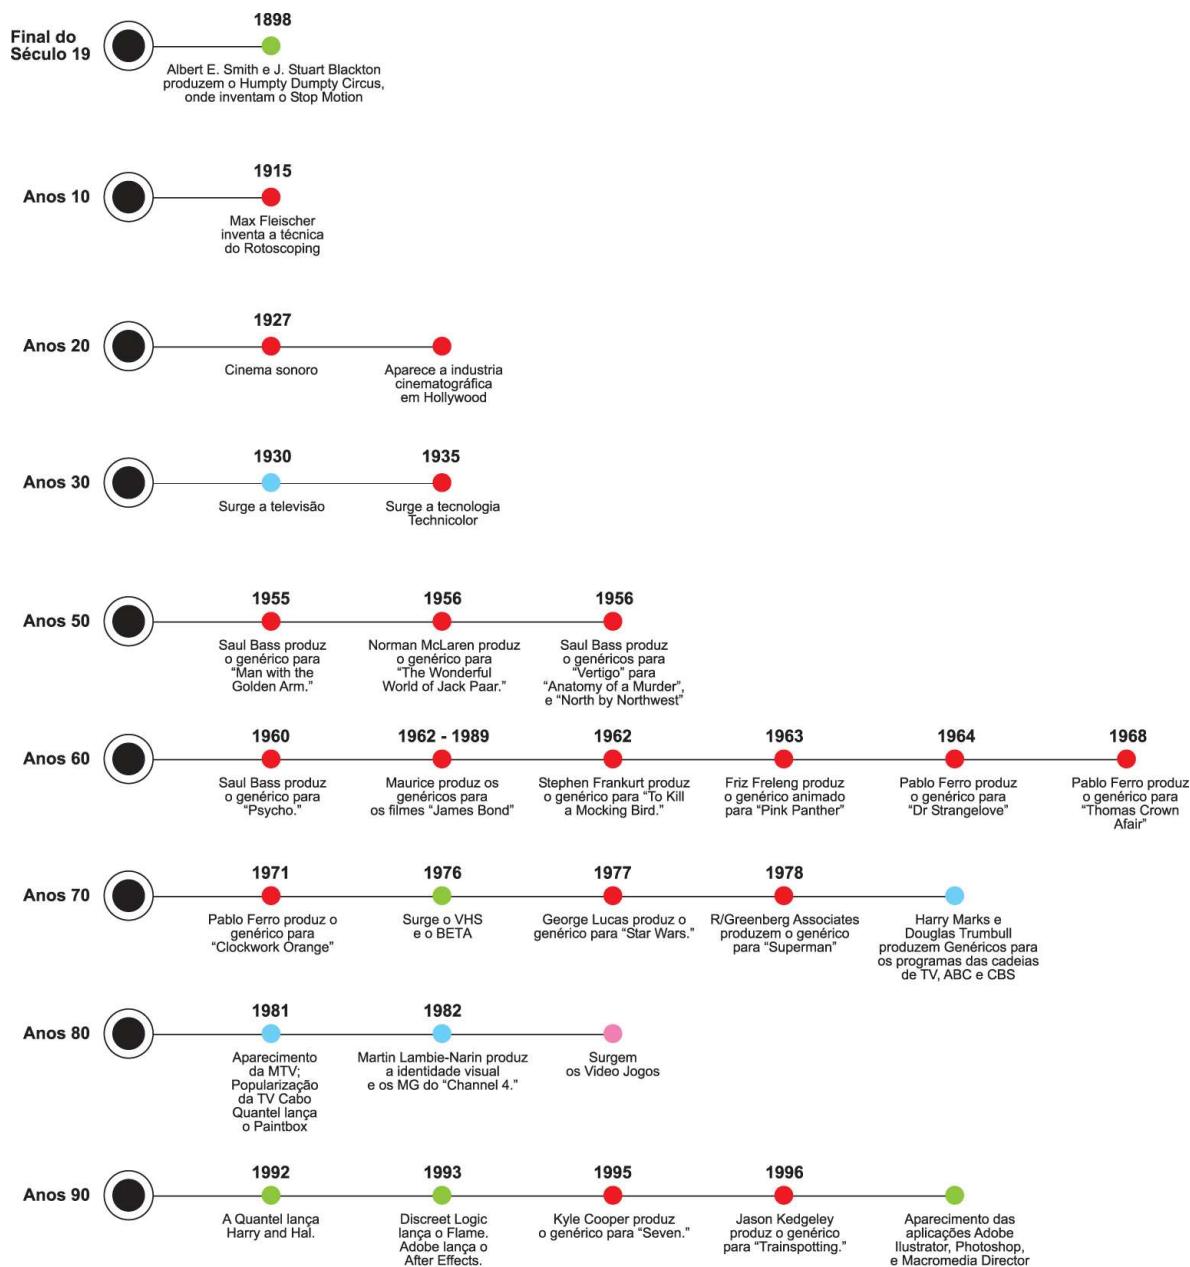 Final do
Século 19
1898
Albert E. Smith e J. Stuart Blackton
produzem o Humpty Dumpty Circus,
onde inventam o Stop Motion
Anos 10
1915
Max Fleischer
inventa a técnica
do Rotoscoping
Anos 20
1927
Cinema sonoro
Aparece a industria
cinematográfica
em Hollywood
Anos 30
1930
Surge a televisão
1935
Surge a tecnologia
Technicolor
Anos 50
1955
Saul Bass produz
o genérico para
“Man with the
Golden Arm.”
1956
Norman McLaren produz
o genérico para
“The Wonderful
World of Jack Paar.”
1956
Saul Bass produz
o genéricos para
“Vertigo” para
“Anatomy of a Murder”,
e “North by Northwest”
Anos 60
1960
Saul Bass produz
o genérico para
“Psycho.”
1962 - 1989
Maurice produz os
genéricos para
os filmes “James Bond”
1962
Stephen Frankurt produz
o genérico para “To Kill
a Mocking Bird.”
1963
Friz Freleng produz
o genérico animado
para “Pink Panther”
1964
Pablo Ferro produz
o genérico para
“Dr Strangelove”
1968
Pablo Ferro produz
o genérico para
“Thomas Crown
Afair”
Anos 70
1971
Pablo Ferro produz o
genérico para
“Clockwork Orange”
1976
Surge o VHS
e o BETA
1977
George Lucas produz o
genérico para “Star Wars.”
1978
R/Greenberg Associates
produzem o genérico
para “Superman”
Harry Marks e
Douglas Trumbull
produzem Genéricos para
os programas das cadeias
de TV, ABC e CBS
Anos 80
1981
Aparecimento
da MTV;
Popularização
da TV Cabo
Quantel lança
o Paintbox
1982
Martin Lambie-Narin produz
a identidade visual
e os MG do “Channel 4.”
Surgem
os Video Jogos
Anos 90
1992
A Quantel lança
Harry and Hal.
1993
Discreet Logic
lança o Flame.
Adobe lança o
After Effects.
1995
Kyle Cooper produz
o genérico para “Seven.”
1996
Jason Kedgeley
produz o genérico
para “Trainspotting.”
Aparecimento das
aplicações Adobe
Ilustrator, Photoshop,
e Macromedia Director